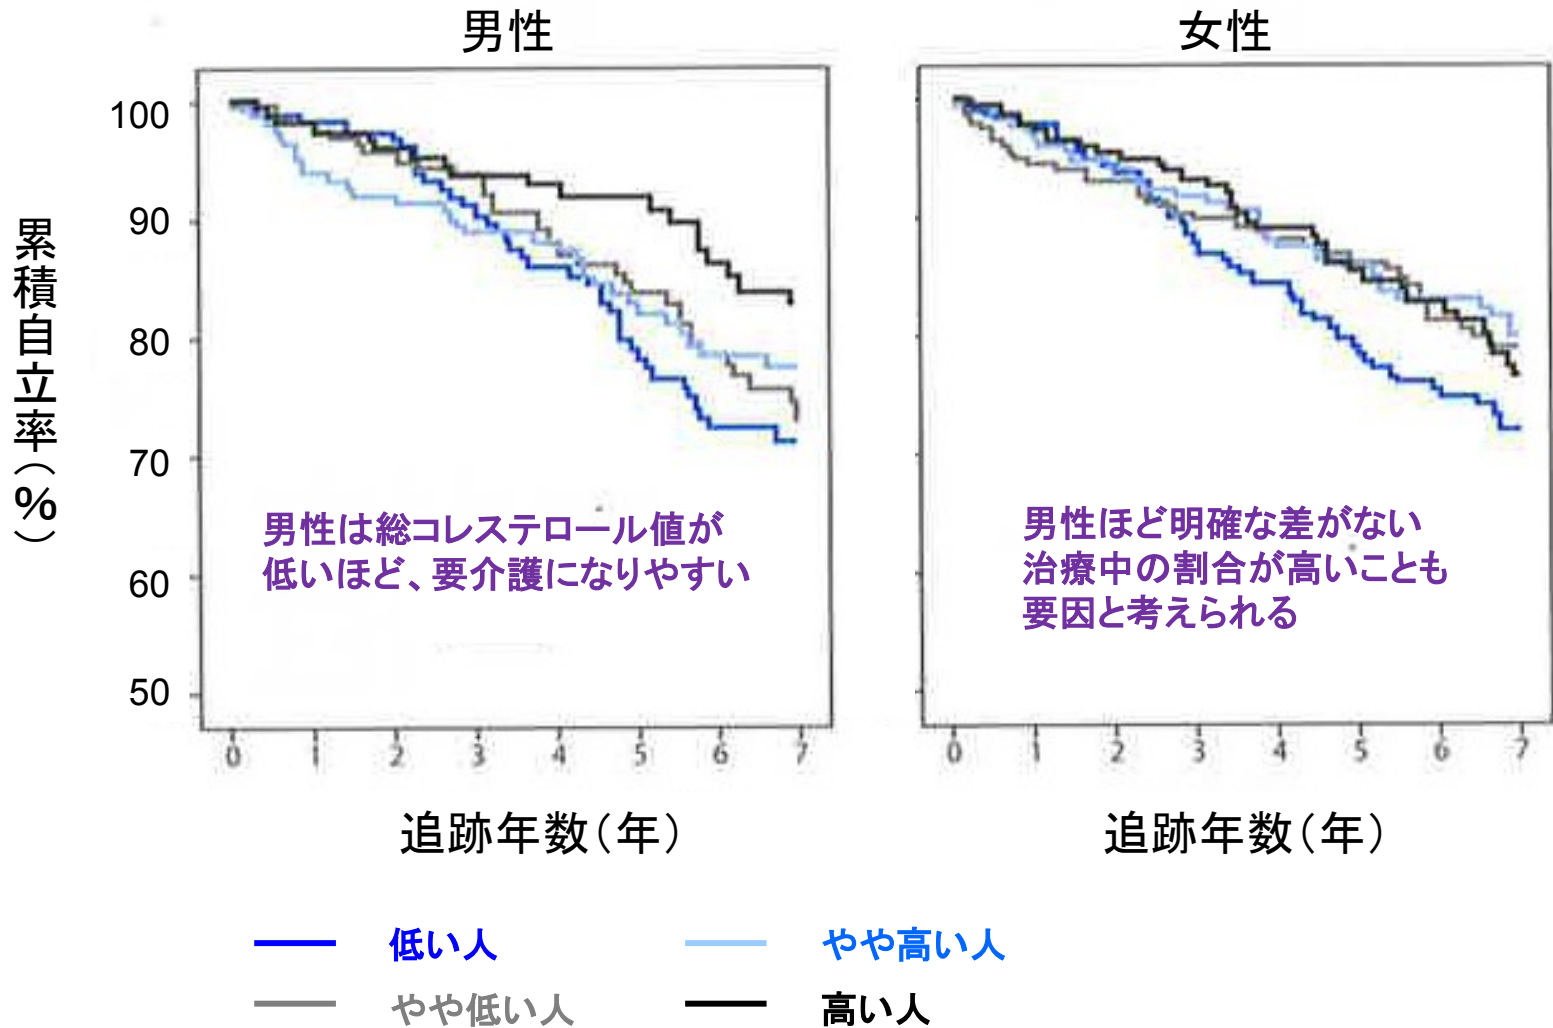 男性
女性
累積自立率(%)
100
90
80
70
60
50
男性は総コレステロール値が
低いほど、要介護になりやすい
男性ほど明確な差がない
治療中の割合が高いことも
要因と考えられる
0 1 2 3 4 5 6 7
0 1 2 3 4 5 6 7
追跡年数(年)
追跡年数(年)
低い人
やや高い人
やや低い人
高い人